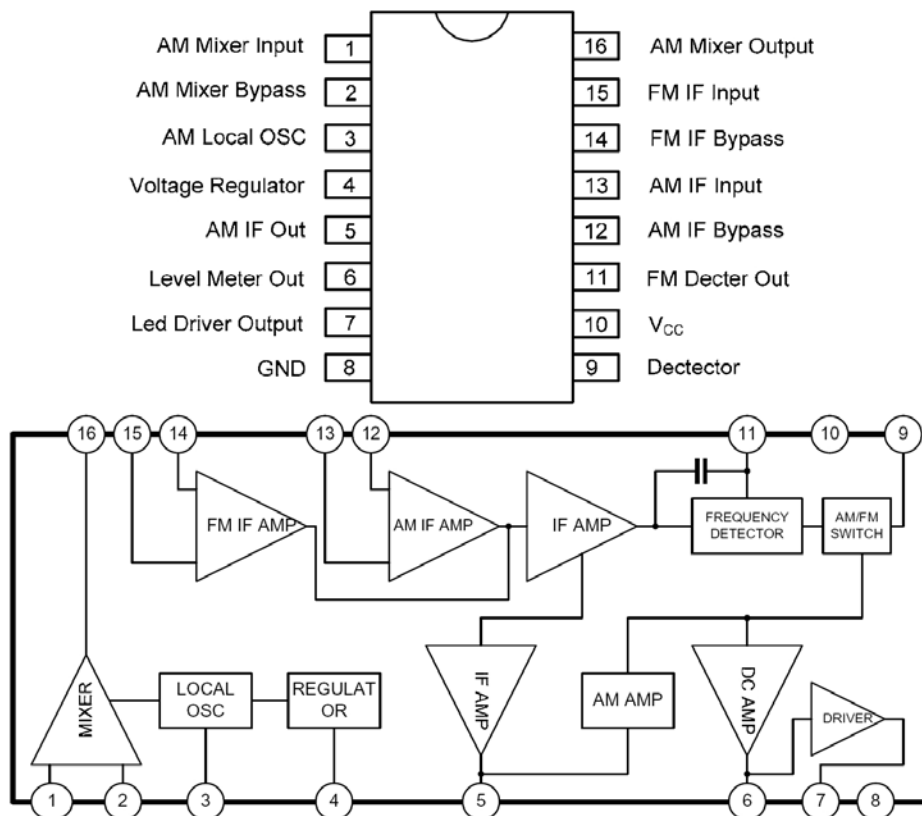 AM Mixer Input 1 16 AM Mixer Output
AM Mixer Bypass 2 15 FM IF Input
AM Local OSC 3 14 FM IF Bypass
Voltage Regulator 4 13 AM IF Input
AM IF Out 5 12 AM IF Bypass
Level Meter Out 6 11 FM Decter Out
Led Driver Output 7 10 VCC
GND 8 9 Dectector
16 15 14 13 12 11 10 9
FM IF AMP
AM IF AMP
IF AMP
FREQUENCY
DETECTOR
AM/FM
SWITCH
MIXER
LOCAL
OSC
REGULAT
OR
IF AMP
AM AMP
DC AMP
DRIVER
1 2 3 4 5 6 7 8